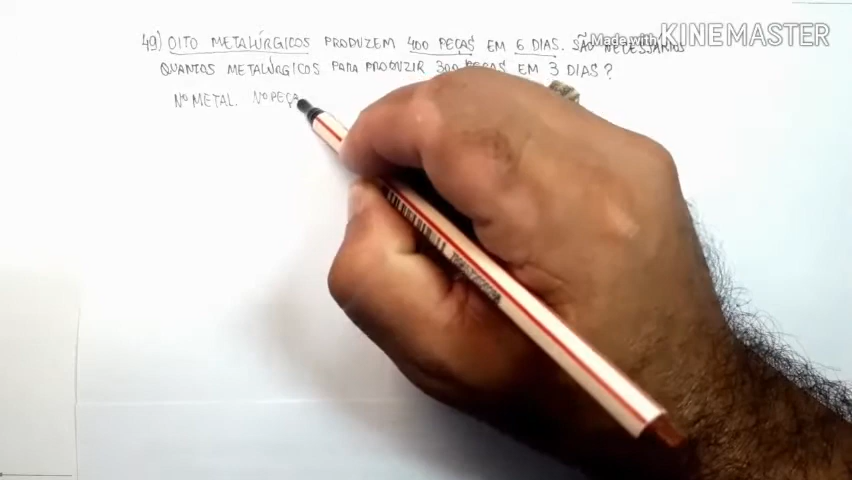 49) OITO METALÚRGICOS PRODUZEM 400 PEÇAS EM 6 DIAS. SÃO NECESSÁRIOS
Made with KINEMASTER
QUANTOS METALÚRGICOS PARA PRODUZIR 300 PEÇAS EM 3 DIAS?
Nº METAL. Nº PEÇA